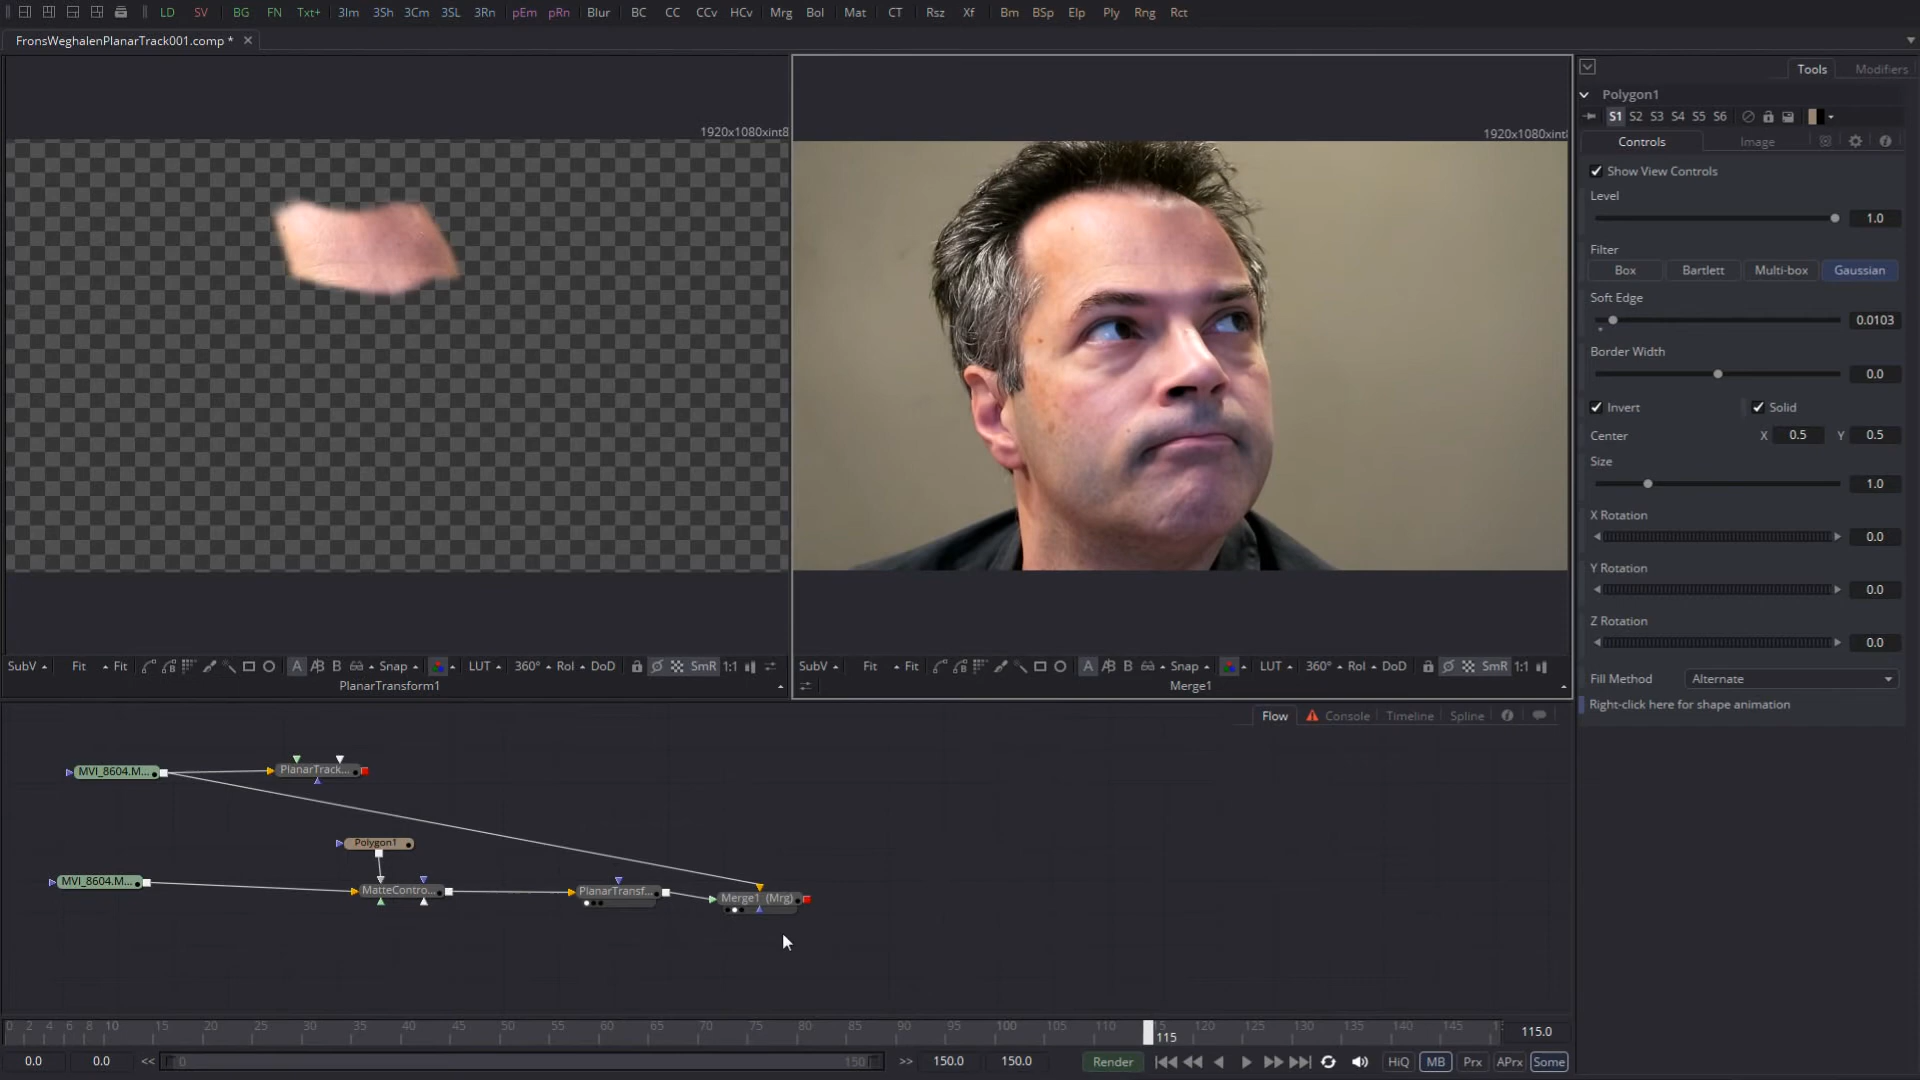 LD SV BG FN Txt+ 3Im 3Sh 3Cm 3SL 3Rn pEm pRn Blur BC CC CCv HCv Mrg Bol Mat CT Rsz Xf Bm BSp Elp Ply Rng Rct
FronsWeghalenPlanarTrack001.comp *
Tools Modifiers
Polygon1
S1 S2 S3 S4 S5 S6
Controls Image
1920x1080xint8
1920x1080xint8
Show View Controls
Level
1.0
Filter
Box Bartlett Multi-box Gaussian
Soft Edge
0.0103
Border Width
0.0
Invert Solid
Center X 0.5 Y 0.5
Size
1.0
X Rotation
0.0
Y Rotation
0.0
Z Rotation
0.0
Fill Method Alternate
Right-click here for shape animation
SubV Fit Fit A A|B B Snap LUT 360° RoI DoD SmR 1:1
PlanarTransform1
SubV Fit Fit A A|B B Snap LUT 360° RoI DoD SmR 1:1
Merge1
Flow Console Timeline Spline
MVI_8604.M...
PlanarTrack...
Polygon1
MVI_8604.M...
MatteContro...
PlanarTransf...
Merge1 (Mrg)
0 2 4 6 8 10 15 20 25 30 35 40 45 50 55 60 65 70 75 80 85 90 95 100 105 110 115 120 125 130 135 140 145
115
115.0
0.0 0.0 << 0 150 >> 150.0 150.0 Render HiQ MB Prx APrx Some